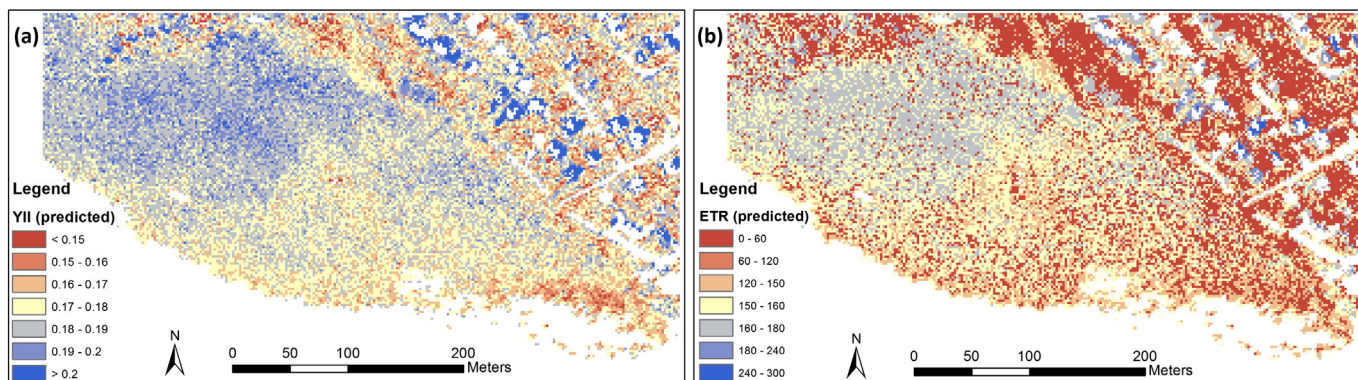 (a)
Legend
YII (predicted)
< 0.15
0.15 - 0.16
0.16 - 0.17
0.17 - 0.18
0.18 - 0.19
0.19 - 0.2
> 0.2
N
0 50 100 200
Meters
(b)
Legend
ETR (predicted)
0 - 60
60 - 120
120 - 150
150 - 160
160 - 180
180 - 240
240 - 300
N
0 50 100 200
Meters